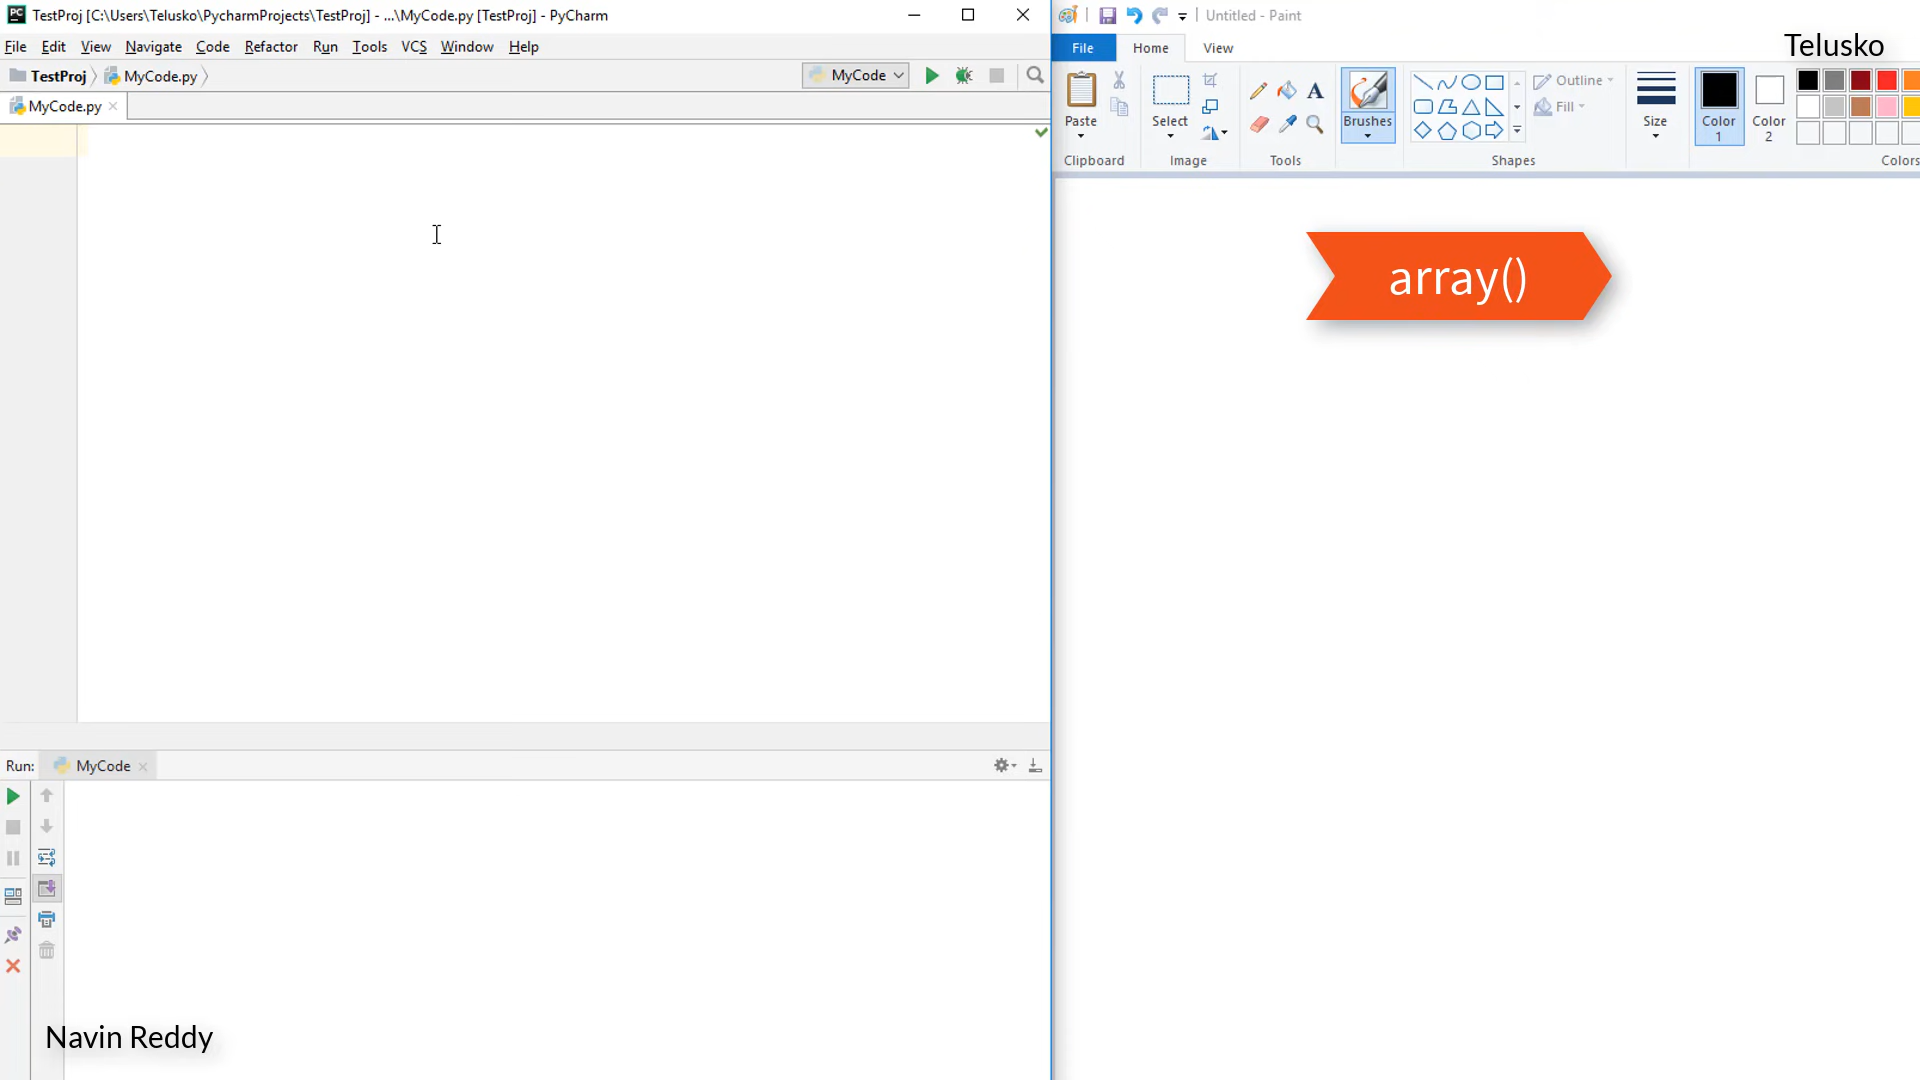 TestProj [C:\Users\Telusko\PycharmProjects\TestProj] - ...\MyCode.py [TestProj] - PyCharm
File Edit View Navigate Code Refactor Run Tools VCS Window Help
TestProj MyCode.py
MyCode
MyCode.py
Run: MyCode
Navin Reddy
Untitled - Paint
File Home View
Telusko
Paste
Select
A
Brushes
Outline
Fill
Size
Color 1
Color 2
Clipboard Image Tools Shapes Colors
array()